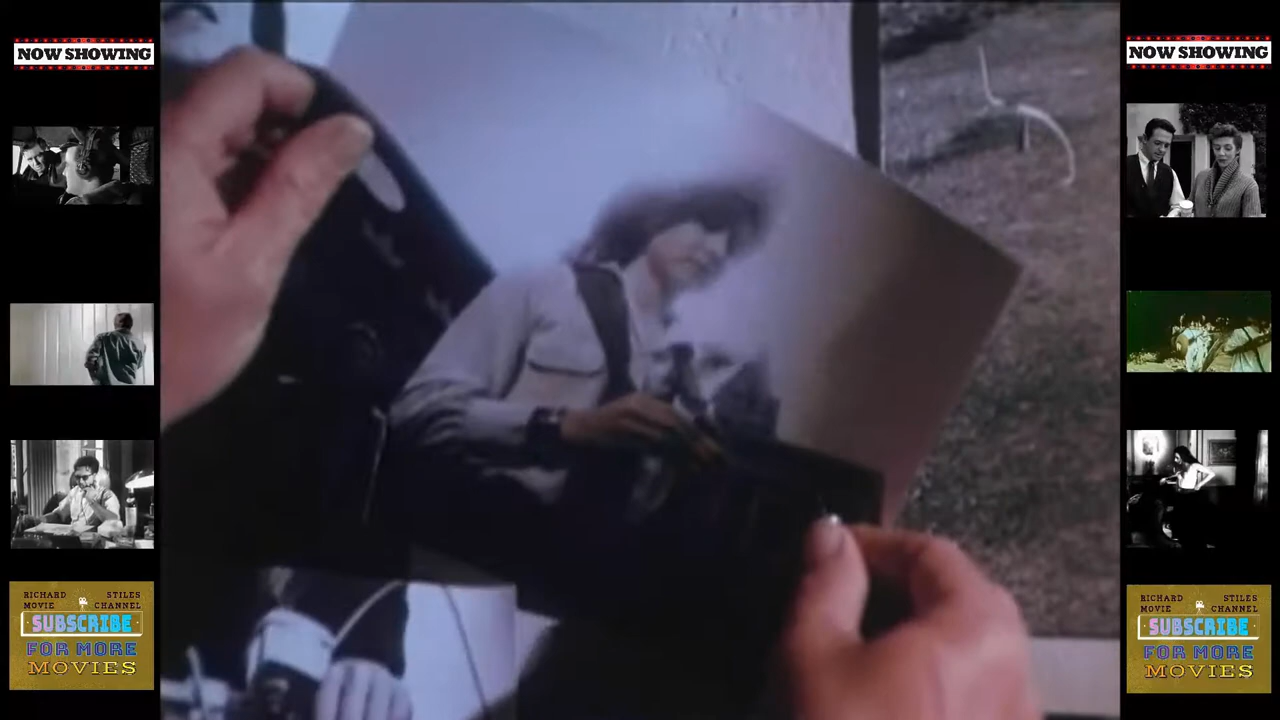 NOW SHOWING
RICHARD STILES
MOVIE CHANNEL
SUBSCRIBE
FOR MORE
MOVIES
NOW SHOWING
RICHARD STILES
MOVIE CHANNEL
SUBSCRIBE
FOR MORE
MOVIES